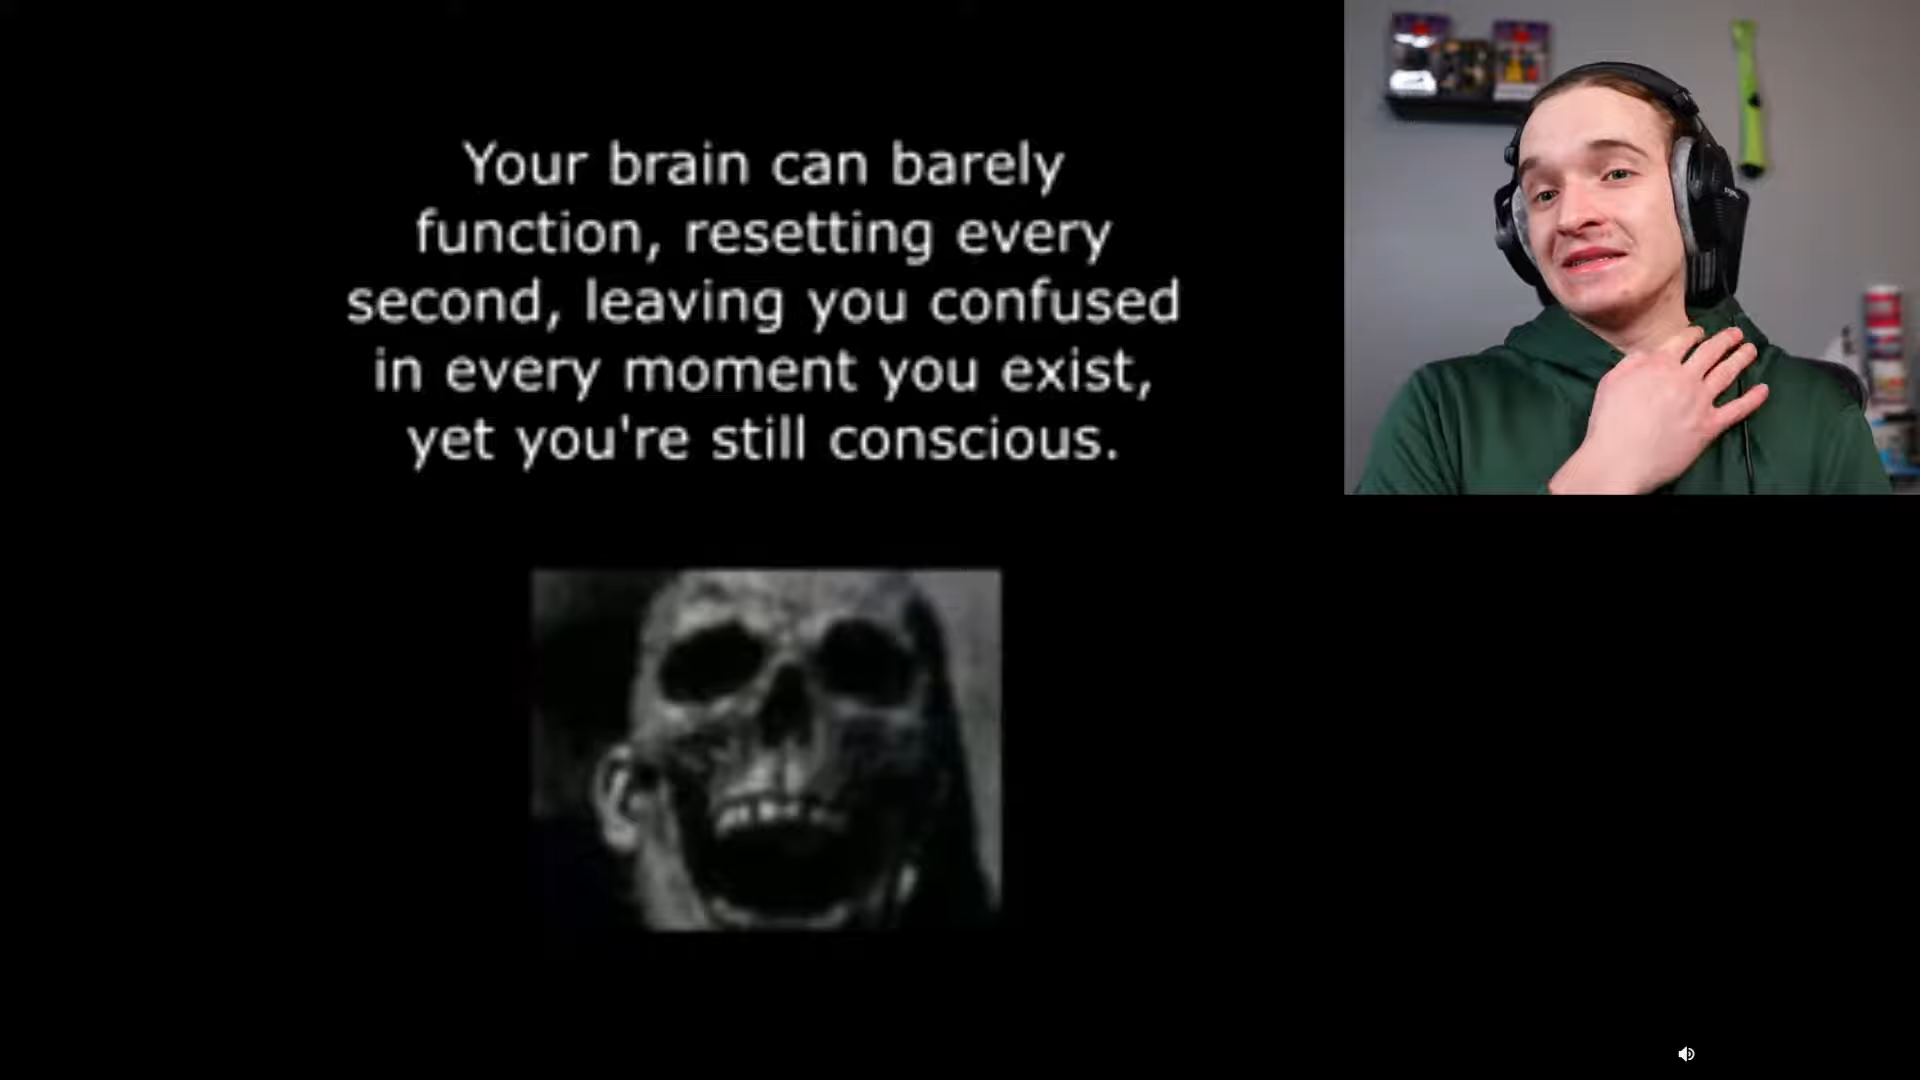 Your brain can barely
function, resetting every
second, leaving you confused
in every moment you exist,
yet you're still conscious.